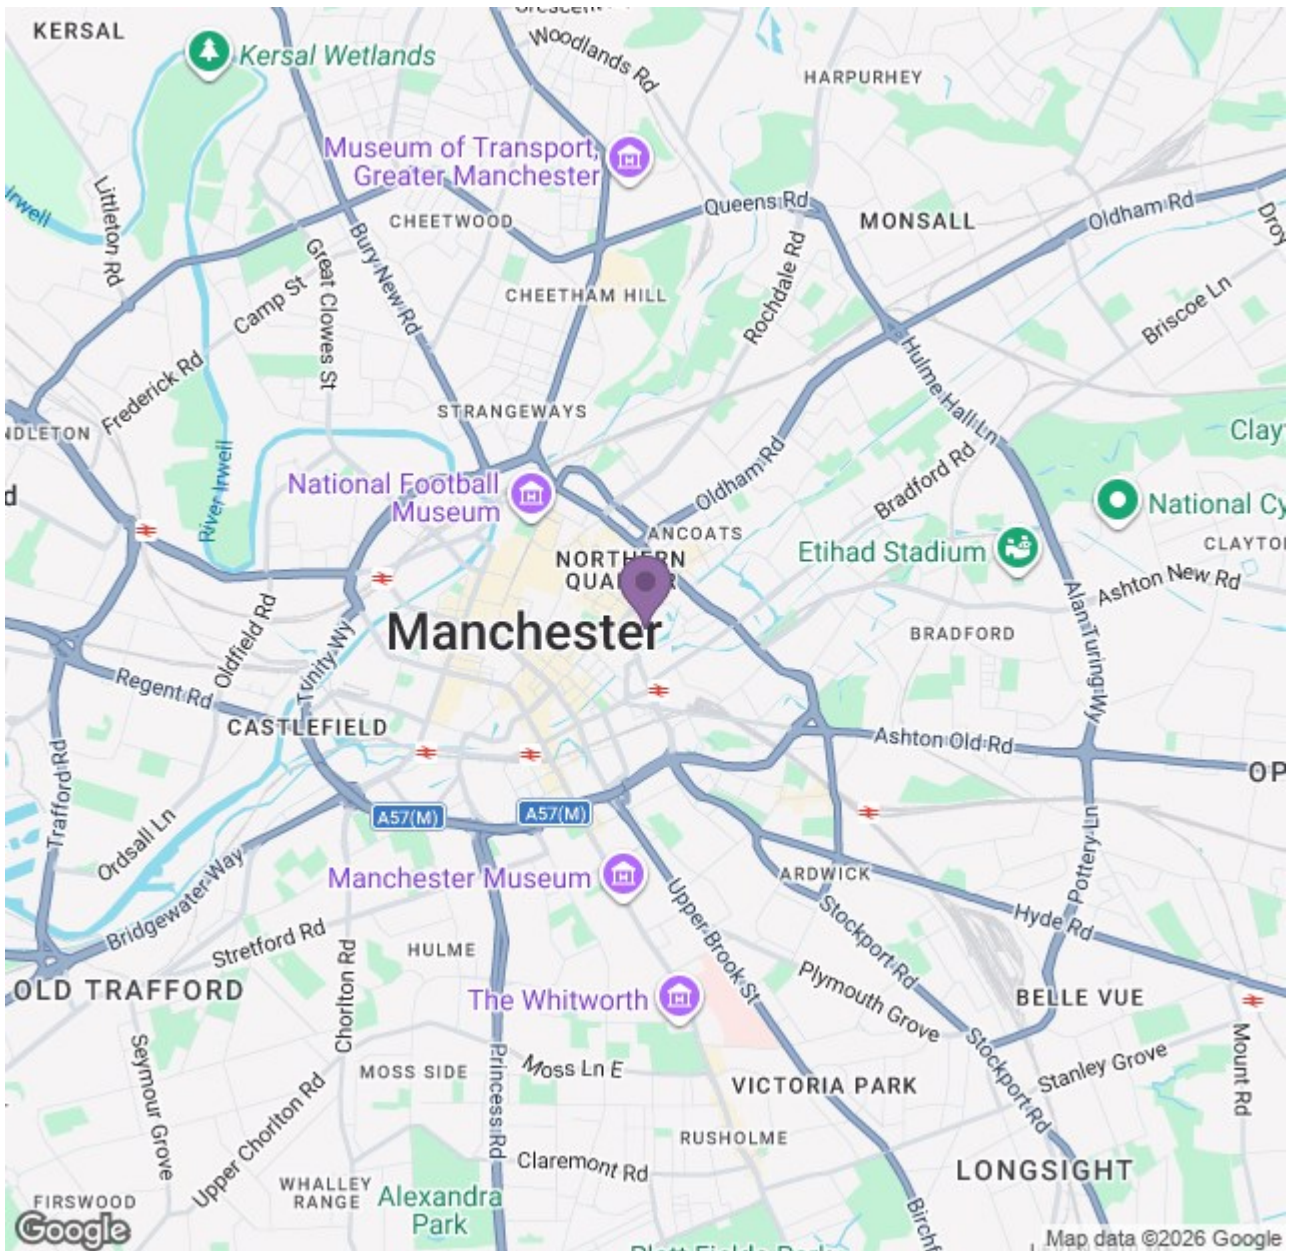 KERSAL
Kersal Wetlands
Woodlands Rd
HARPURHEY
Museum of Transport,
Greater Manchester
Irwell
Littleton Rd
CHEETWOOD
Queens Rd
MONSALL
Oldham Rd
Great Clowes St
Bury New Rd
Camp St
CHEETHAM HILL
Rochdale Rd
Briscoe Ln
Frederick Rd
Hulme Hall Ln
STRANGEWAYS
NDLETON
Clay
River Irwell
National Football
Museum
Oldham Rd
Bradford Rd
d
National Cy
ANCOATS
Etihad Stadium
CLAYTO
NORTHERN
Ashton New Rd
Manchester
BRADFORD
Oldfield Rd
Trinity Wy
Alan Turing Wy
Regent Rd
CASTLEFIELD
Ashton Old Rd
OP
Trafford Rd
A57(M)
A57(M)
Ordsall Ln
Pottery Ln
Manchester Museum
ARDWICK
Bridgewater Way
Upper Brook St
Hyde Rd
Stretford Rd
HULME
Stockport Rd
OLD TRAFFORD
Chorlton Rd
The Whitworth
Plymouth Grove
BELLE VUE
Seymour Grove
MOSS SIDE
Princess Rd
Moss Ln E
Stockport Rd
Stanley Grove
Mount Rd
VICTORIA PARK
Upper Chorlton Rd
RUSHOLME
Claremont Rd
LONGSIGHT
FIRSWOOD
WHALLEY
RANGE
Alexandra
Park
Google
Map data ©2026 Google